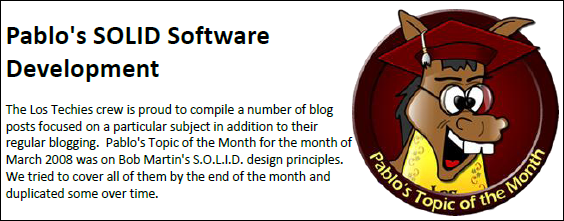 Pablo's SOLID Software
Development
The Los Techies crew is proud to compile a number of blog
posts focused on a particular subject in addition to their
regular blogging.  Pablo's Topic of the Month for the month of
March 2008 was on Bob Martin's S.O.L.I.D. design principles.
We tried to cover all of them by the end of the month and
duplicated some over time.
Los
Pablo's Topic of the Month